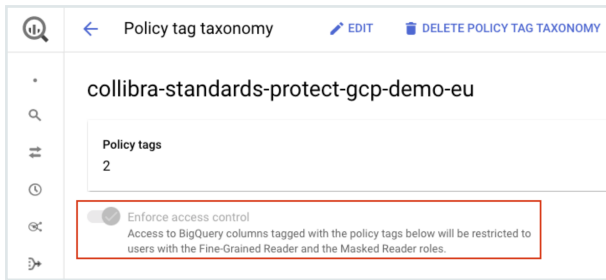 Policy tag taxonomy
EDIT
DELETE POLICY TAG TAXONOMY
collibra-standards-protect-gcp-demo-eu
Policy tags
2
Enforce access control
Access to BigQuery columns tagged with the policy tags below will be restricted to
users with the Fine-Grained Reader and the Masked Reader roles.